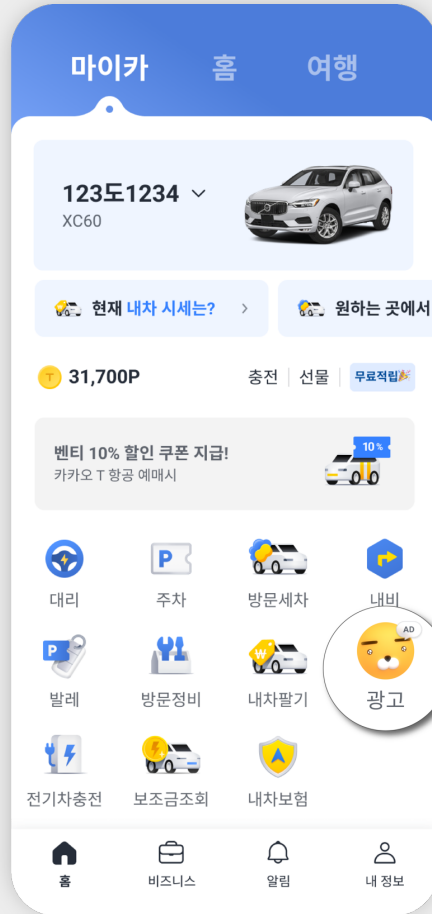 마이카 홈 여행
123도1234
XC60
현재 내차 시세는? 원하는 곳에서
T 31,700P 충전 선물 무료적립
벤티 10% 할인 쿠폰 지급!
카카오 T 항공 예매시
10%
P
대리 주차 방문세차 내비
P ₩ AD
발레 방문정비 내차팔기 광고
전기차충전 보조금조회 내차보험
홈 비즈니스 알림 내 정보